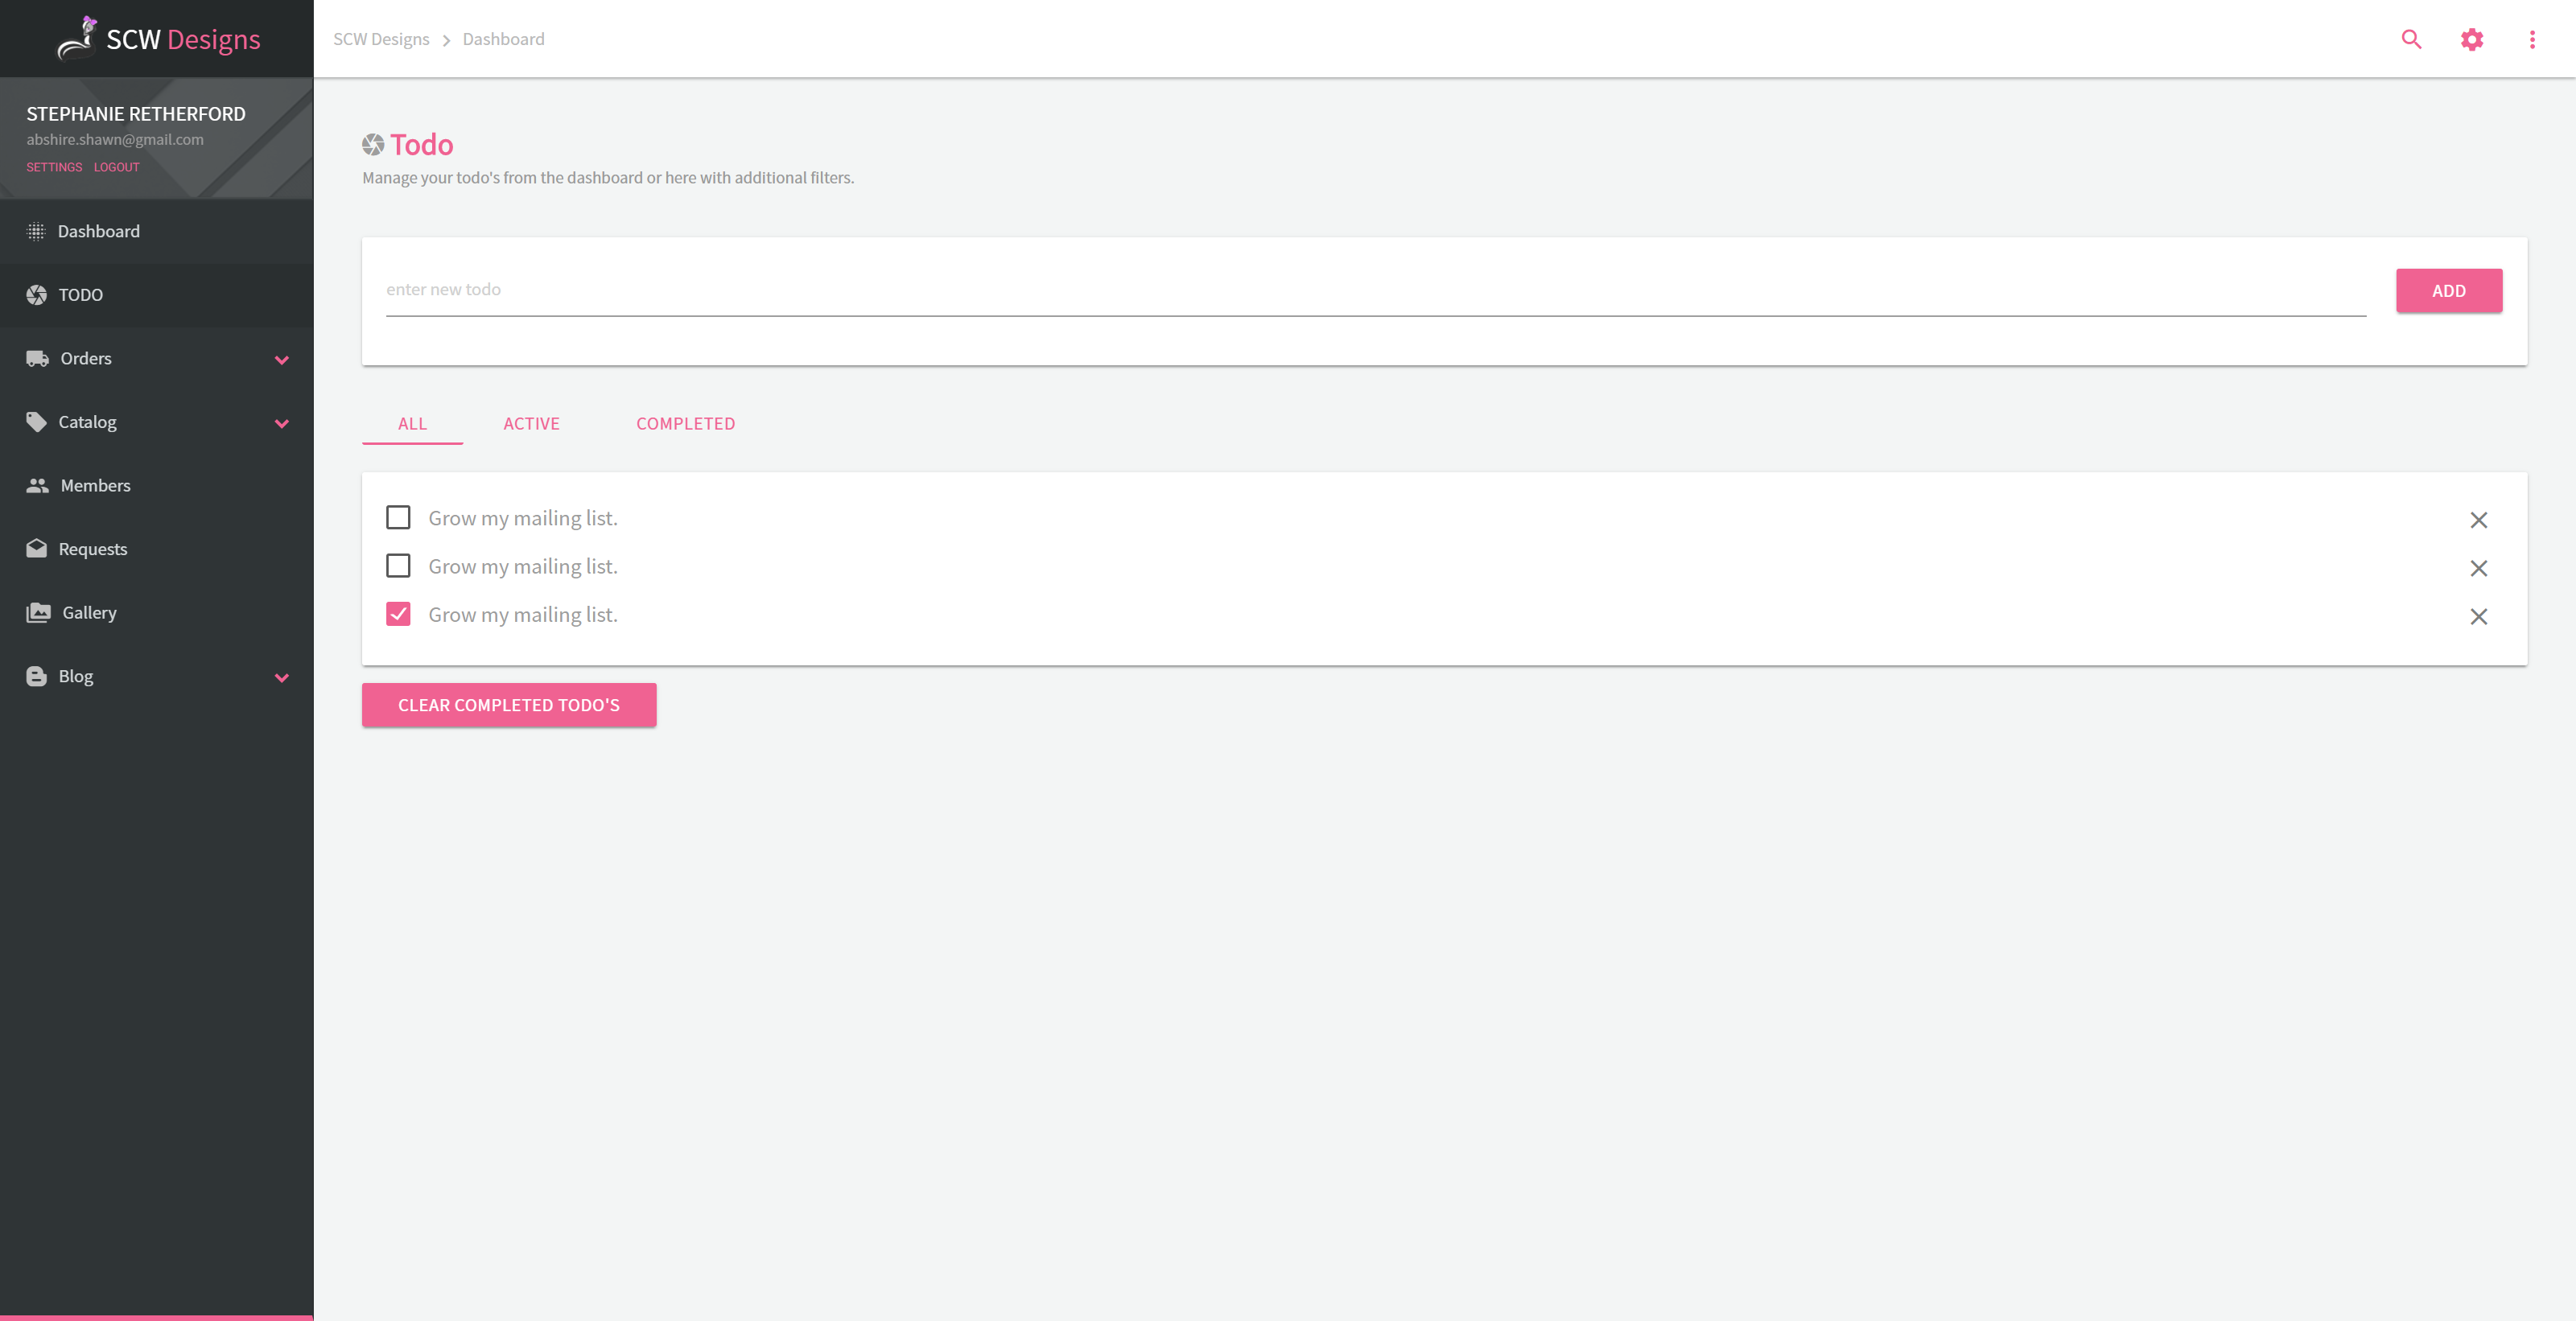 SCW Designs
STEPHANIE RETHERFORD
abshire.shawn@gmail.com
SETTINGS LOGOUT
Dashboard
TODO
Orders
Catalog
Members
Requests
Gallery
Blog
SCW Designs Dashboard
Todo
Manage your todo's from the dashboard or here with additional filters.
enter new todo
ADD
ALL ACTIVE COMPLETED
Grow my mailing list.
Grow my mailing list.
Grow my mailing list.
CLEAR COMPLETED TODO'S